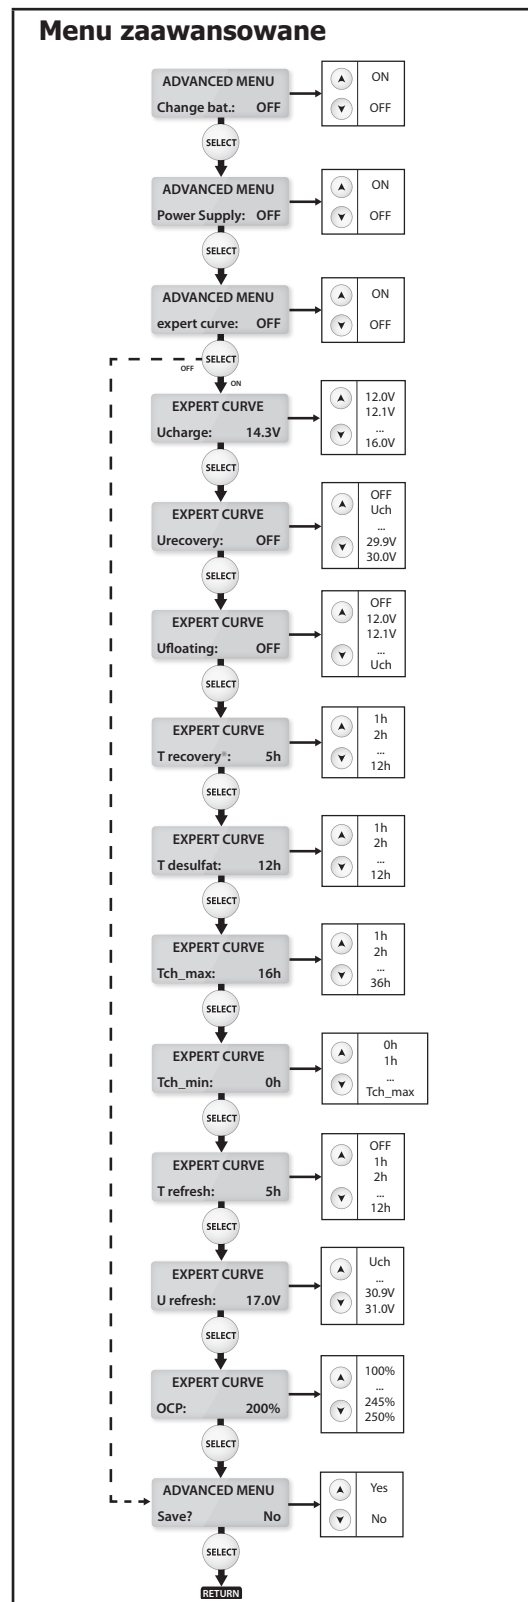 Menu zaawansowane
ADVANCED MENU
Change bat.: OFF
ON
OFF
SELECT
ADVANCED MENU
Power Supply: OFF
ON
OFF
SELECT
ADVANCED MENU
expert curve: OFF
ON
OFF
SELECT
OFF
ON
EXPERT CURVE
Ucharge: 14.3V
12.0V
12.1V
...
16.0V
SELECT
EXPERT CURVE
Urecovery: OFF
OFF
Uch
...
29.9V
30.0V
SELECT
EXPERT CURVE
Ufloating: OFF
OFF
12.0V
12.1V
...
Uch
SELECT
EXPERT CURVE
T recovery*: 5h
1h
2h
...
12h
SELECT
EXPERT CURVE
T desulfat: 12h
1h
2h
...
12h
SELECT
EXPERT CURVE
Tch_max: 16h
1h
2h
...
36h
SELECT
EXPERT CURVE
Tch_min: 0h
0h
1h
...
Tch_max
SELECT
EXPERT CURVE
T refresh: 5h
OFF
1h
2h
...
12h
SELECT
EXPERT CURVE
U refresh: 17.0V
Uch
...
30.9V
31.0V
SELECT
EXPERT CURVE
OCP: 200%
100%
...
245%
250%
SELECT
ADVANCED MENU
Save? No
Yes
No
SELECT
RETURN